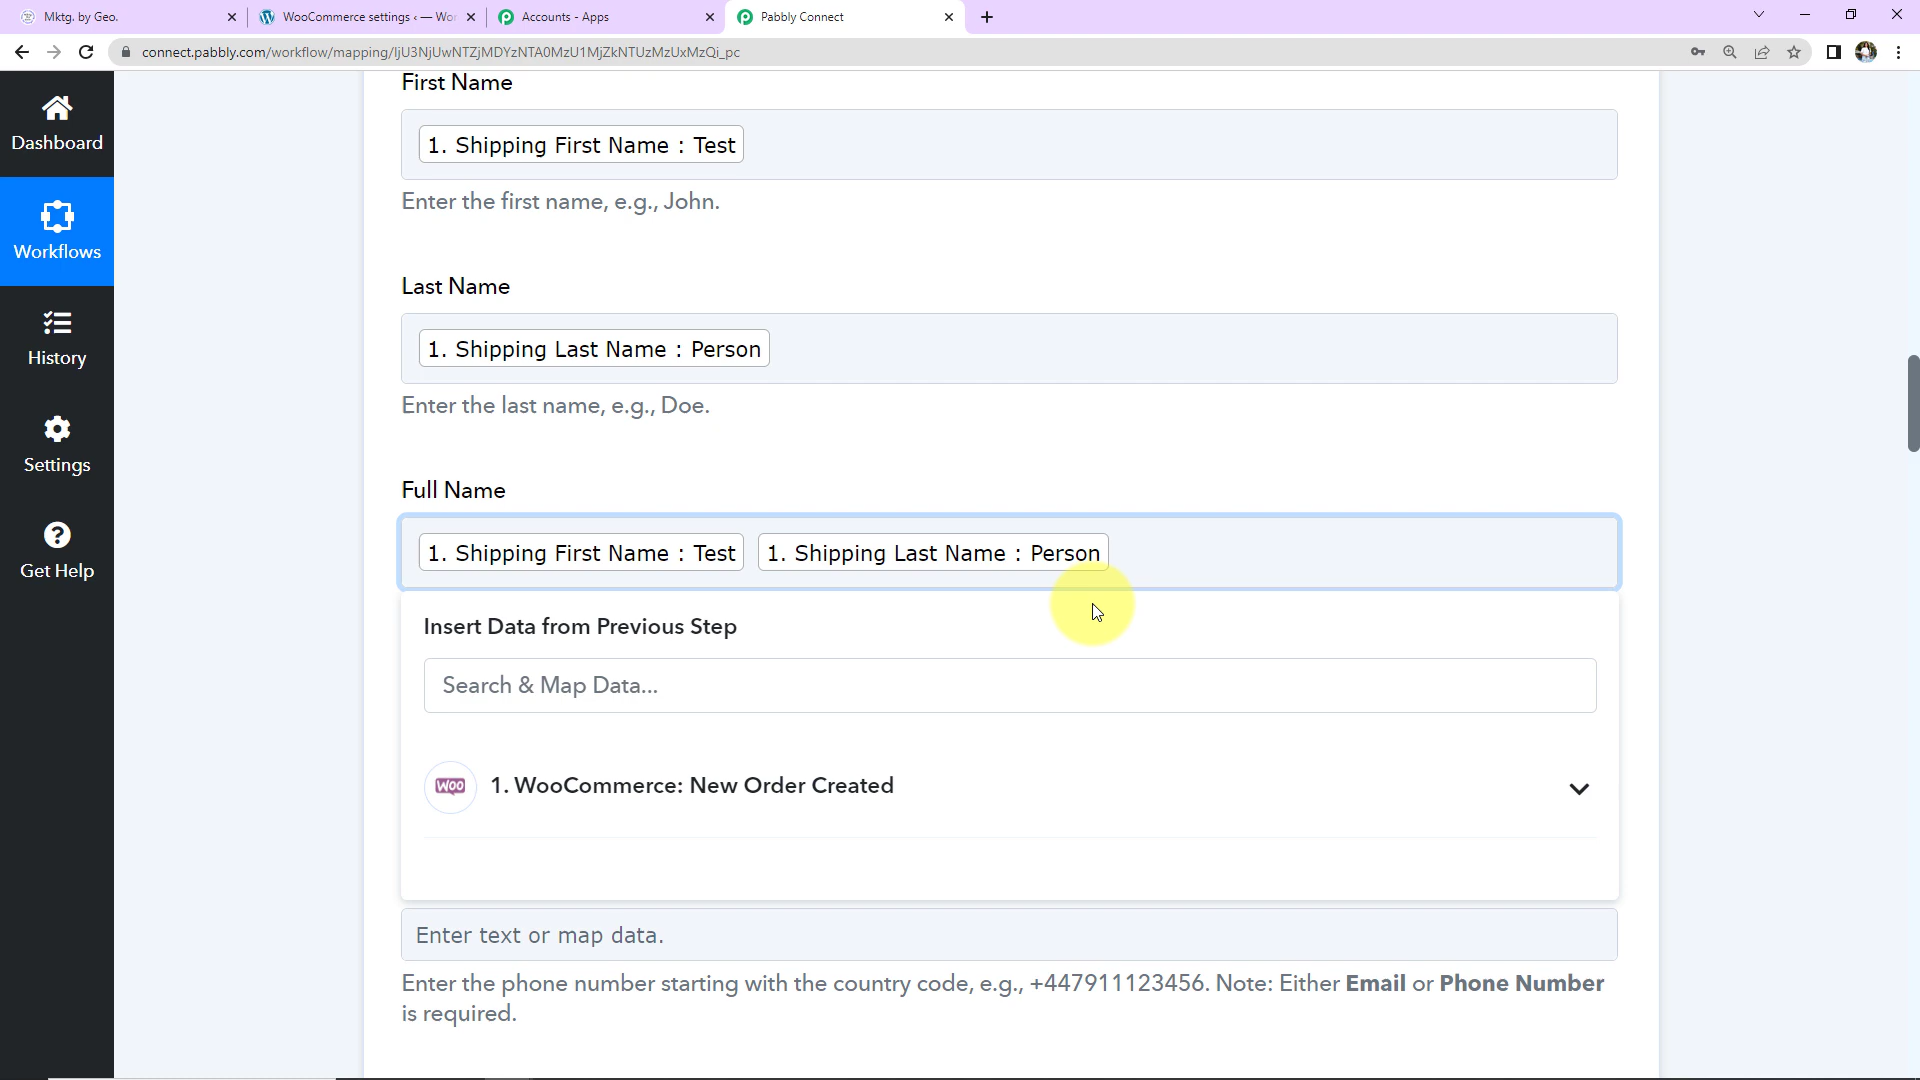 Mktg. by Geo.
WooCommerce settings ‹ — Wor
Accounts - Apps
Pabbly Connect
connect.pabbly.com/workflow/mapping/IjU3NjUwNTZjMDYzNTA0MzU1MjZkNTUzMzUxMzQi_pc
Dashboard
Workflows
History
Settings
Get Help
First Name
1. Shipping First Name : Test
Enter the first name, e.g., John.
Last Name
1. Shipping Last Name : Person
Enter the last name, e.g., Doe.
Full Name
1. Shipping First Name : Test 1. Shipping Last Name : Person
Insert Data from Previous Step
Search & Map Data...
WOO
1. WooCommerce: New Order Created
Enter text or map data.
Enter the phone number starting with the country code, e.g., +447911123456. Note: Either Email or Phone Number
is required.